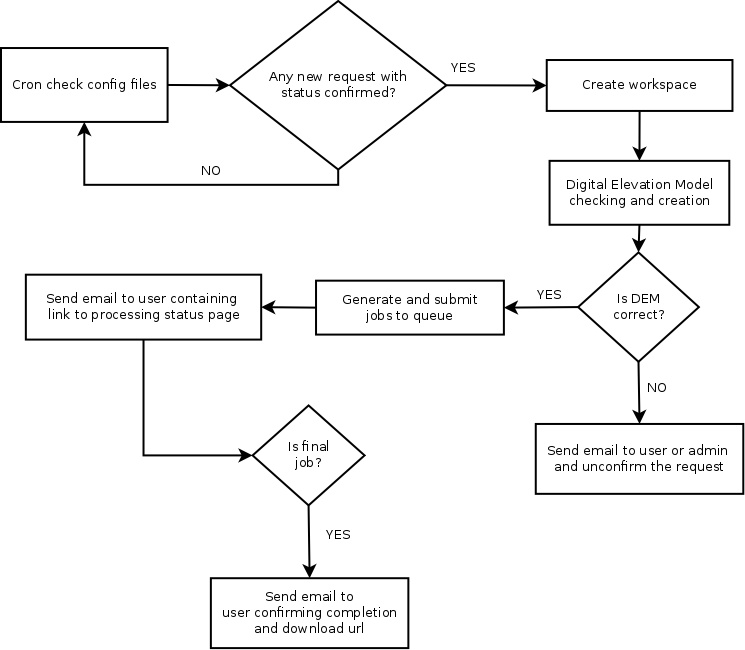 Cron check config files
Any new request with
status confirmed?
YES
NO
Create workspace
Digital Elevation Model
checking and creation
Is DEM
correct?
YES
NO
Generate and submit
jobs to queue
Send email to user containing
link to processing status page
Send email to user or admin
and unconfirm the request
Is final
job?
YES
Send email to
user confirming completion
and download url